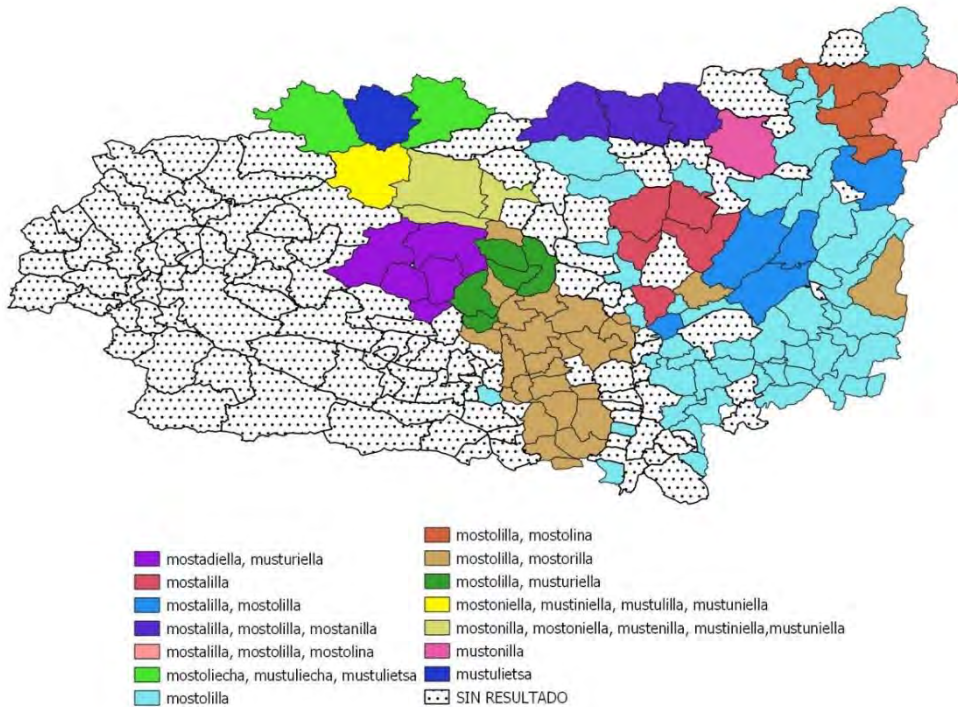 mostadiella, musturiella
mostalilla
mostalilla, mostolilla
mostalilla, mostolilla, mostanilla
mostalilla, mostolilla, mostolina
mostoliecha, mustuliecha, mustulietsa
mostolilla
mostolilla, mostolina
mostolilla, mostorilla
mostolilla, musturiella
mostoniella, mustiniella, mustulilla, mustuniella
mostonilla, mostoniella, mustenilla, mustiniella,mustuniella
mustonilla
mustulietsa
SIN RESULTADO